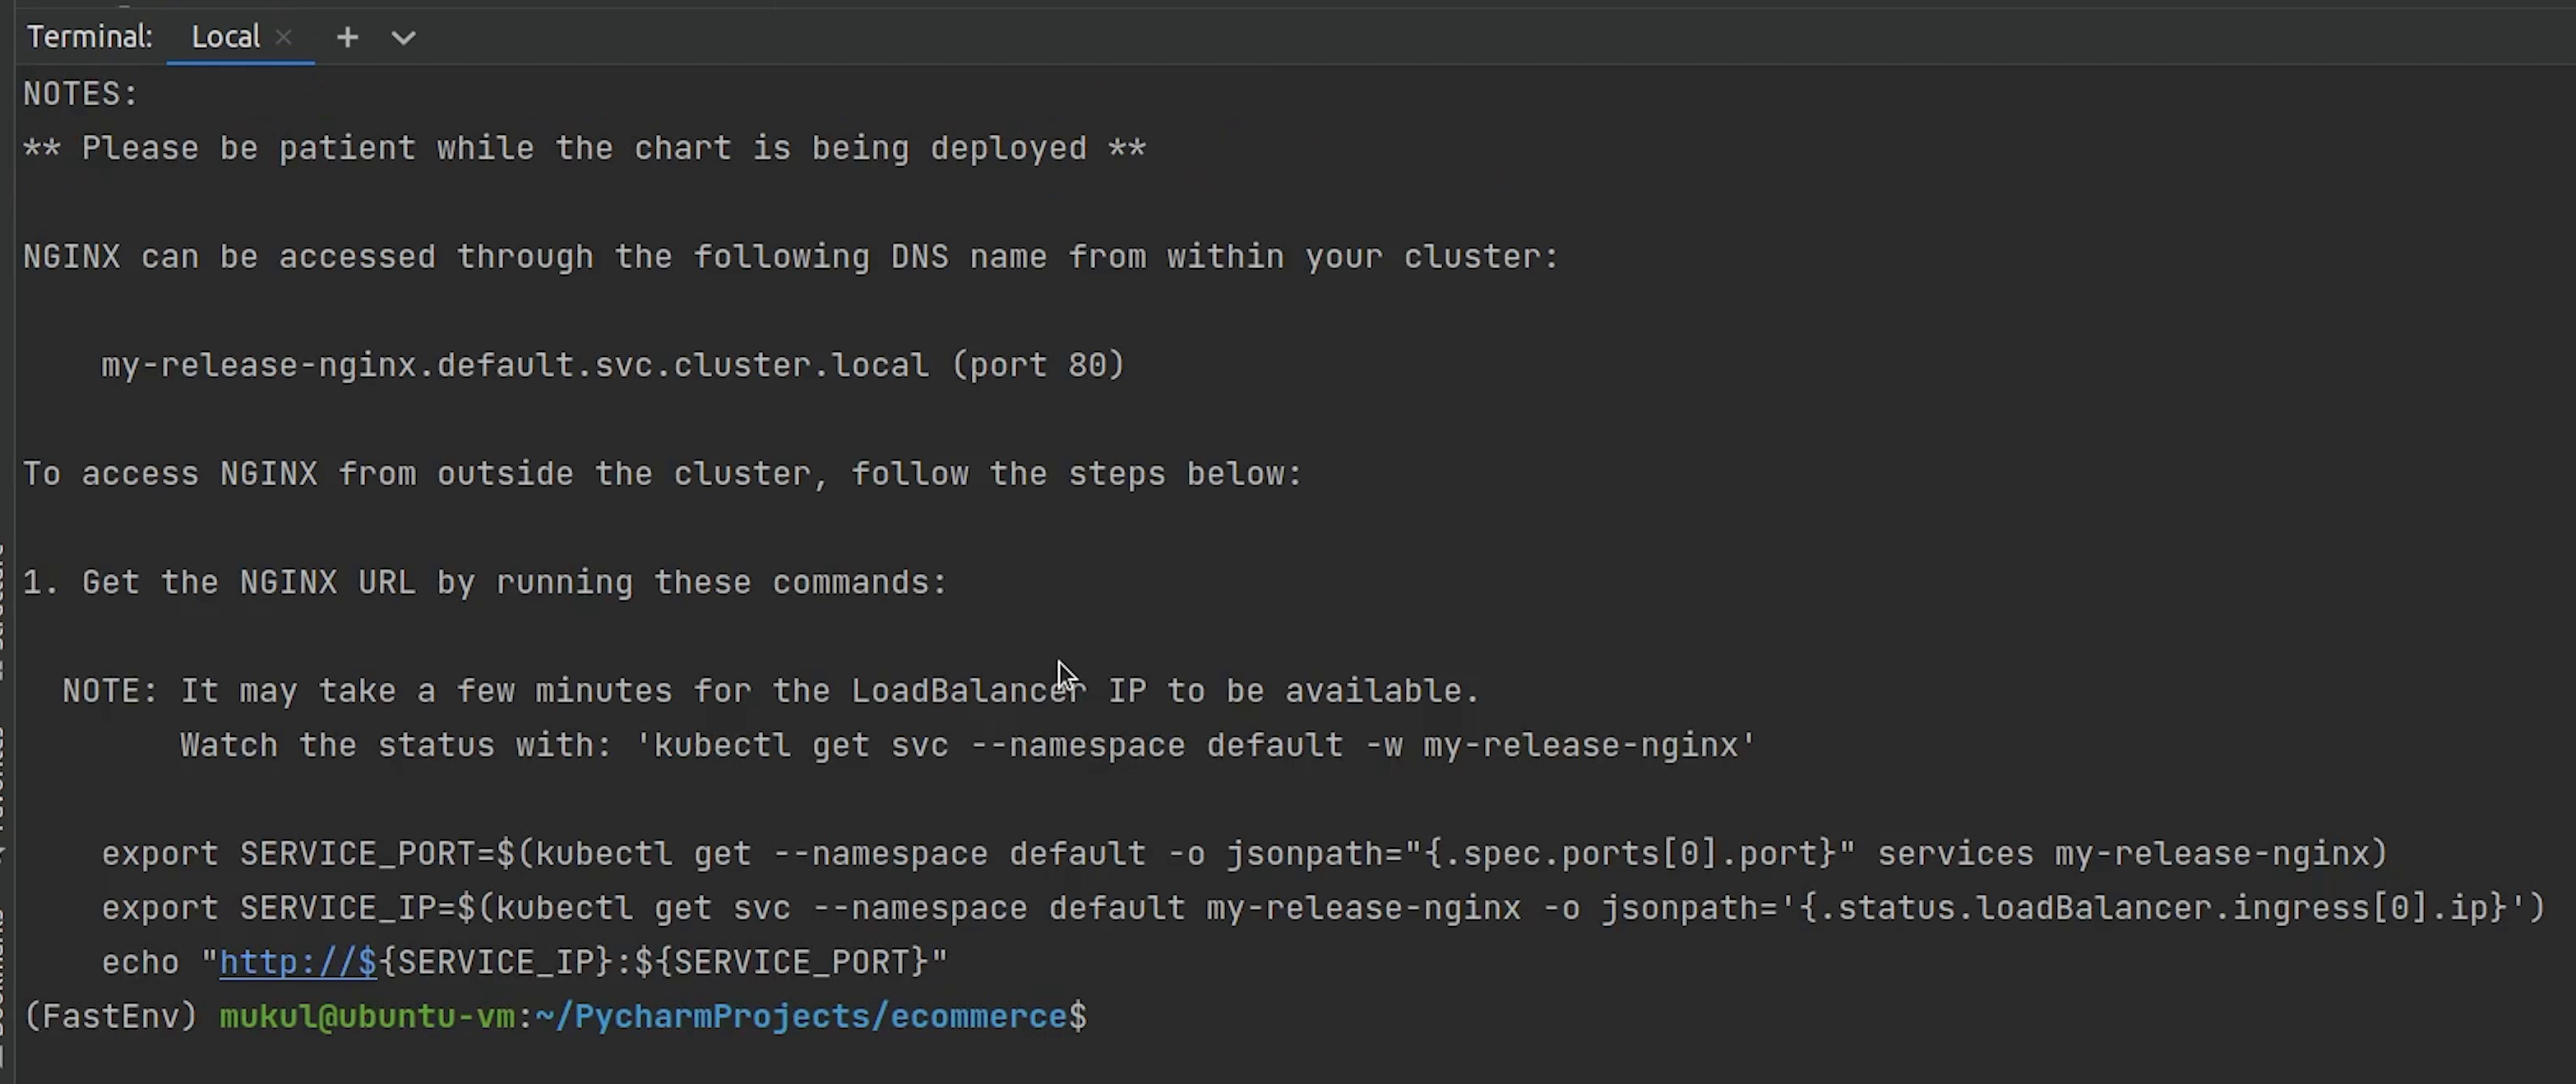 Terminal: Local
NOTES:
** Please be patient while the chart is being deployed **
NGINX can be accessed through the following DNS name from within your cluster:
    my-release-nginx.default.svc.cluster.local (port 80)
To access NGINX from outside the cluster, follow the steps below:
1. Get the NGINX URL by running these commands:
  NOTE: It may take a few minutes for the LoadBalancer IP to be available.
        Watch the status with: 'kubectl get svc --namespace default -w my-release-nginx'
    export SERVICE_PORT=$(kubectl get --namespace default -o jsonpath="{.spec.ports[0].port}" services my-release-nginx)
    export SERVICE_IP=$(kubectl get svc --namespace default my-release-nginx -o jsonpath='{.status.loadBalancer.ingress[0].ip}')
    echo "http://${SERVICE_IP}:${SERVICE_PORT}"
(FastEnv) mukul@ubuntu-vm:~/PycharmProjects/ecommerce$